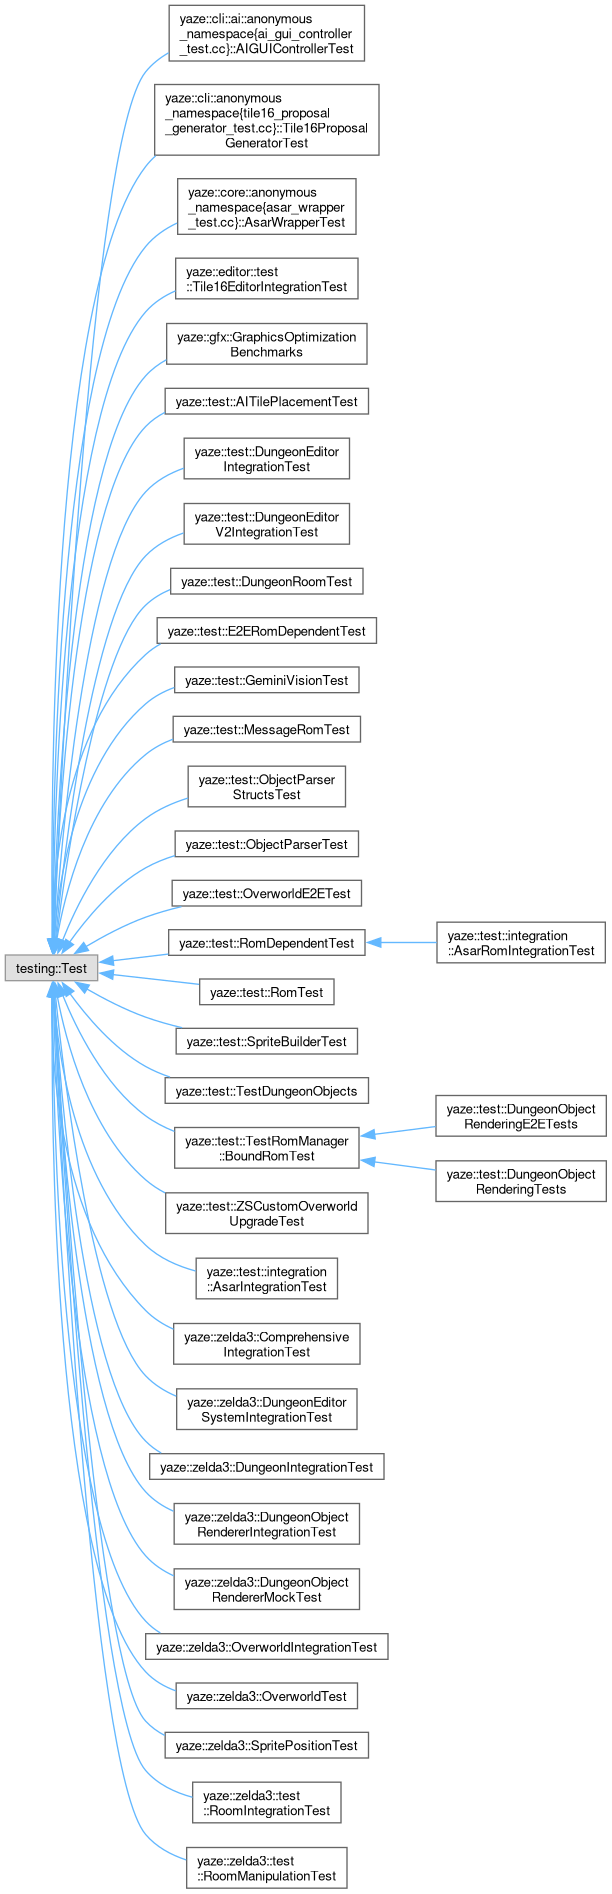 yaze::cli::ai::anonymous
_namespace{ai_gui_controller
_test.cc}::AIGUIControllerTest
yaze::cli::anonymous
_namespace{tile16_proposal
_generator_test.cc}::Tile16Proposal
GeneratorTest
yaze::core::anonymous
_namespace{asar_wrapper
_test.cc}::AsarWrapperTest
yaze::editor::test
::Tile16EditorIntegrationTest
yaze::gfx::GraphicsOptimization
Benchmarks
yaze::test::AITilePlacementTest
yaze::test::DungeonEditor
IntegrationTest
yaze::test::DungeonEditor
V2IntegrationTest
yaze::test::DungeonRoomTest
yaze::test::E2ERomDependentTest
yaze::test::GeminiVisionTest
yaze::test::MessageRomTest
yaze::test::ObjectParser
StructsTest
yaze::test::ObjectParserTest
yaze::test::OverworldE2ETest
testing::Test
yaze::test::RomDependentTest
yaze::test::integration
::AsarRomIntegrationTest
yaze::test::RomTest
yaze::test::SpriteBuilderTest
yaze::test::TestDungeonObjects
yaze::test::TestRomManager
::BoundRomTest
yaze::test::DungeonObject
RenderingE2ETests
yaze::test::DungeonObject
RenderingTests
yaze::test::ZSCustomOverworld
UpgradeTest
yaze::test::integration
::AsarIntegrationTest
yaze::zelda3::Comprehensive
IntegrationTest
yaze::zelda3::DungeonEditor
SystemIntegrationTest
yaze::zelda3::DungeonIntegrationTest
yaze::zelda3::DungeonObject
RendererIntegrationTest
yaze::zelda3::DungeonObject
RendererMockTest
yaze::zelda3::OverworldIntegrationTest
yaze::zelda3::OverworldTest
yaze::zelda3::SpritePositionTest
yaze::zelda3::test
::RoomIntegrationTest
yaze::zelda3::test
::RoomManipulationTest